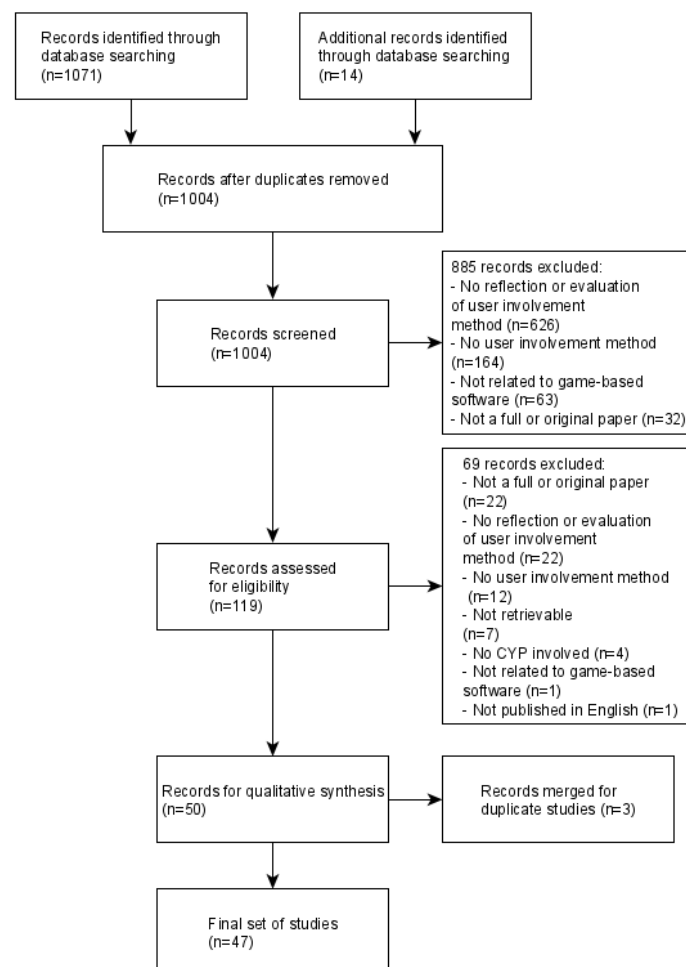 Records identified through
database searching
(n=1071)
Additional records identified
through database searching
(n=14)
Records after duplicates removed
(n=1004)
885 records excluded:
- No reflection or evaluation
of user involvement
method (n=626)
- No user involvement method
(n=164)
- Not related to game-based
software (n=63)
- Not a full or original paper (n=32)
Records screened
(n=1004)
69 records excluded:
- Not a full or original paper
(n=22)
- No reflection or evaluation
of user involvement
method (n=22)
- No user involvement method
(n=12)
- Not retrievable
(n=7)
- No CYP involved (n=4)
- Not related to game-based
software (n=1)
- Not published in English (n=1)
Records assessed
for eligibility
(n=119)
Records for qualitative synthesis
(n=50)
Records merged for
duplicate studies (n=3)
Final set of studies
(n=47)